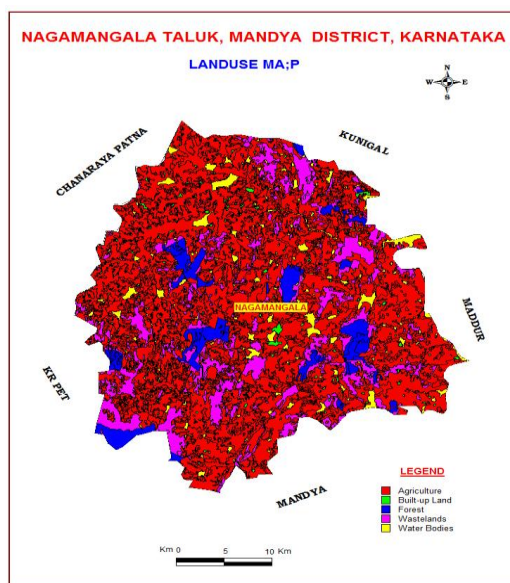 NAGAMANGALA TALUK, MANDYA DISTRICT, KARNATAKA
LANDUSE MA;P
N
W E
S
CHANARAYA PATNA
KUNIGAL
NAGAMANGALA
MADDUR
KR PET
MANDYA
LEGEND
Agriculture
Built-up Land
Forest
Wastelands
Water Bodies
Km 0 5 10 Km